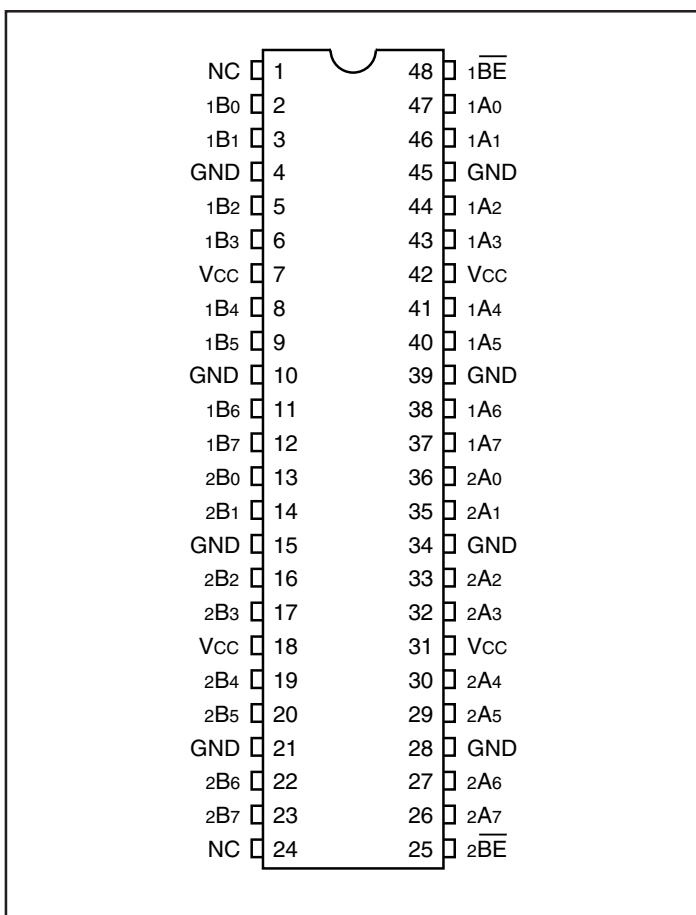 NC 1 48 1B̅E̅
1B0 2 47 1A0
1B1 3 46 1A1
GND 4 45 GND
1B2 5 44 1A2
1B3 6 43 1A3
VCC 7 42 VCC
1B4 8 41 1A4
1B5 9 40 1A5
GND 10 39 GND
1B6 11 38 1A6
1B7 12 37 1A7
2B0 13 36 2A0
2B1 14 35 2A1
GND 15 34 GND
2B2 16 33 2A2
2B3 17 32 2A3
VCC 18 31 VCC
2B4 19 30 2A4
2B5 20 29 2A5
GND 21 28 GND
2B6 22 27 2A6
2B7 23 26 2A7
NC 24 25 2B̅E̅